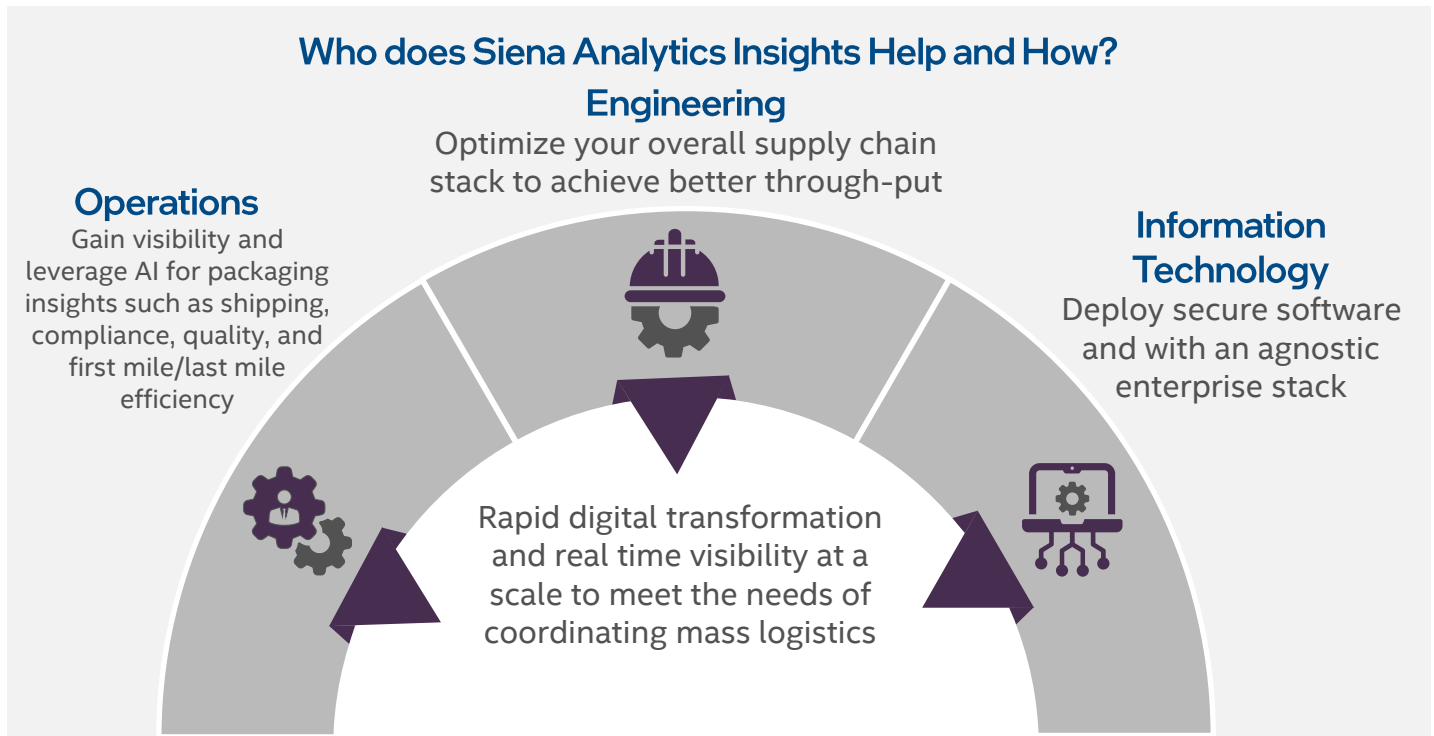 Who does Siena Analytics Insights Help and How?
Engineering
Optimize your overall supply chain
stack to achieve better through-put
Operations
Gain visibility and
leverage AI for packaging
insights such as shipping,
compliance, quality, and
first mile/last mile
efficiency
Information
Technology
Deploy secure software
and with an agnostic
enterprise stack
Rapid digital transformation
and real time visibility at a
scale to meet the needs of
coordinating mass logistics